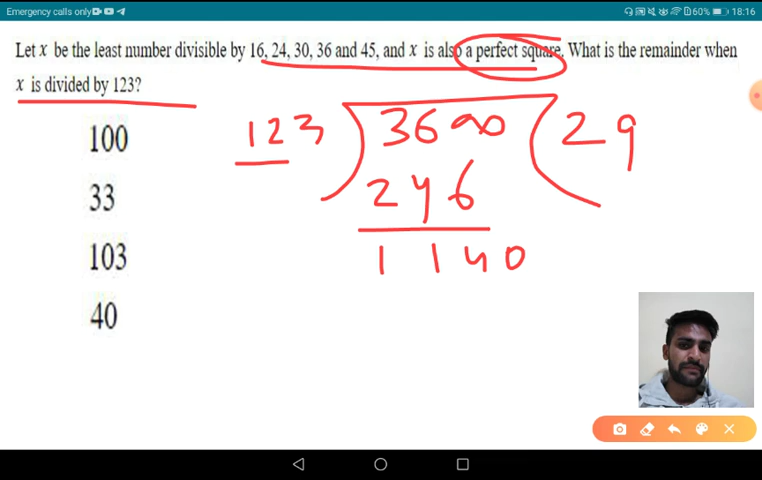 Emergency calls only 60% 18:16
Let x be the least number divisible by 16, 24, 30, 36 and 45, and x is also a perfect square. What is the remainder when
x is divided by 123?
100
33
103
40
123 ) 3600 ( 29
246
1140